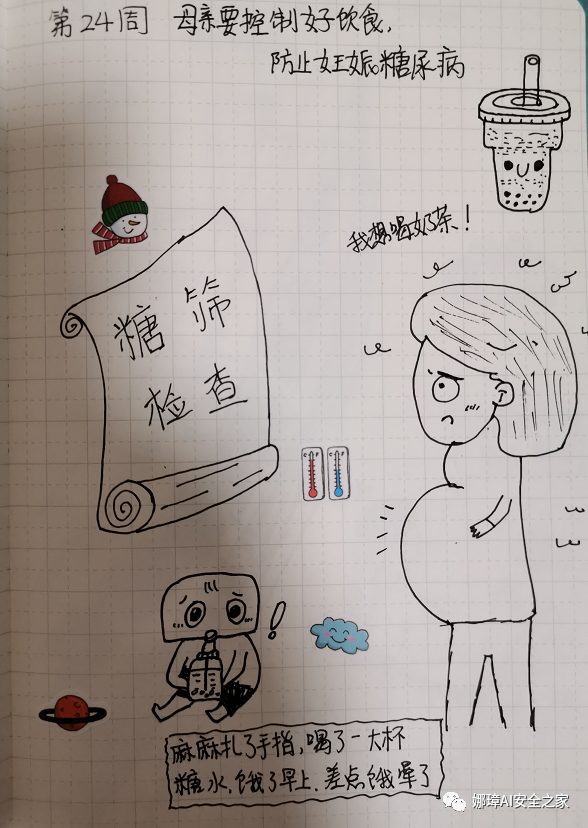 第24周 母亲要控制好饮食,
防止妊娠糖尿病
我想喝奶茶!
糖筛
检查
!
麻麻扎了手指,喝了一大杯
糖水,饿了早上,差点饿晕了
娜璋AI安全之家